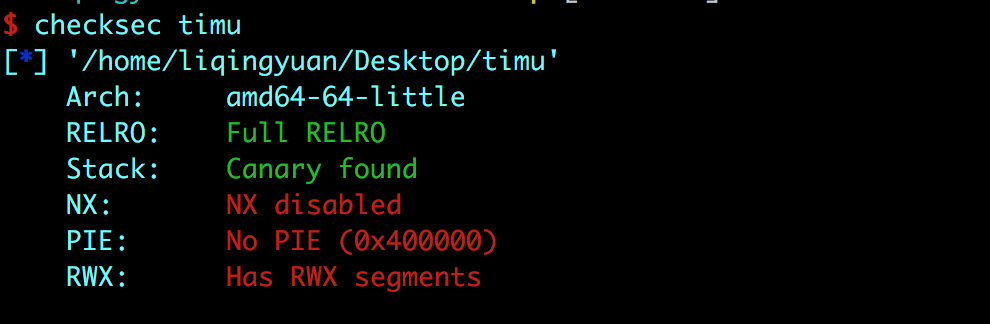 $ checksec timu
[*] '/home/liqingyuan/Desktop/timu'
Arch: amd64-64-little
RELRO: Full RELRO
Stack: Canary found
NX: NX disabled
PIE: No PIE (0x400000)
RWX: Has RWX segments